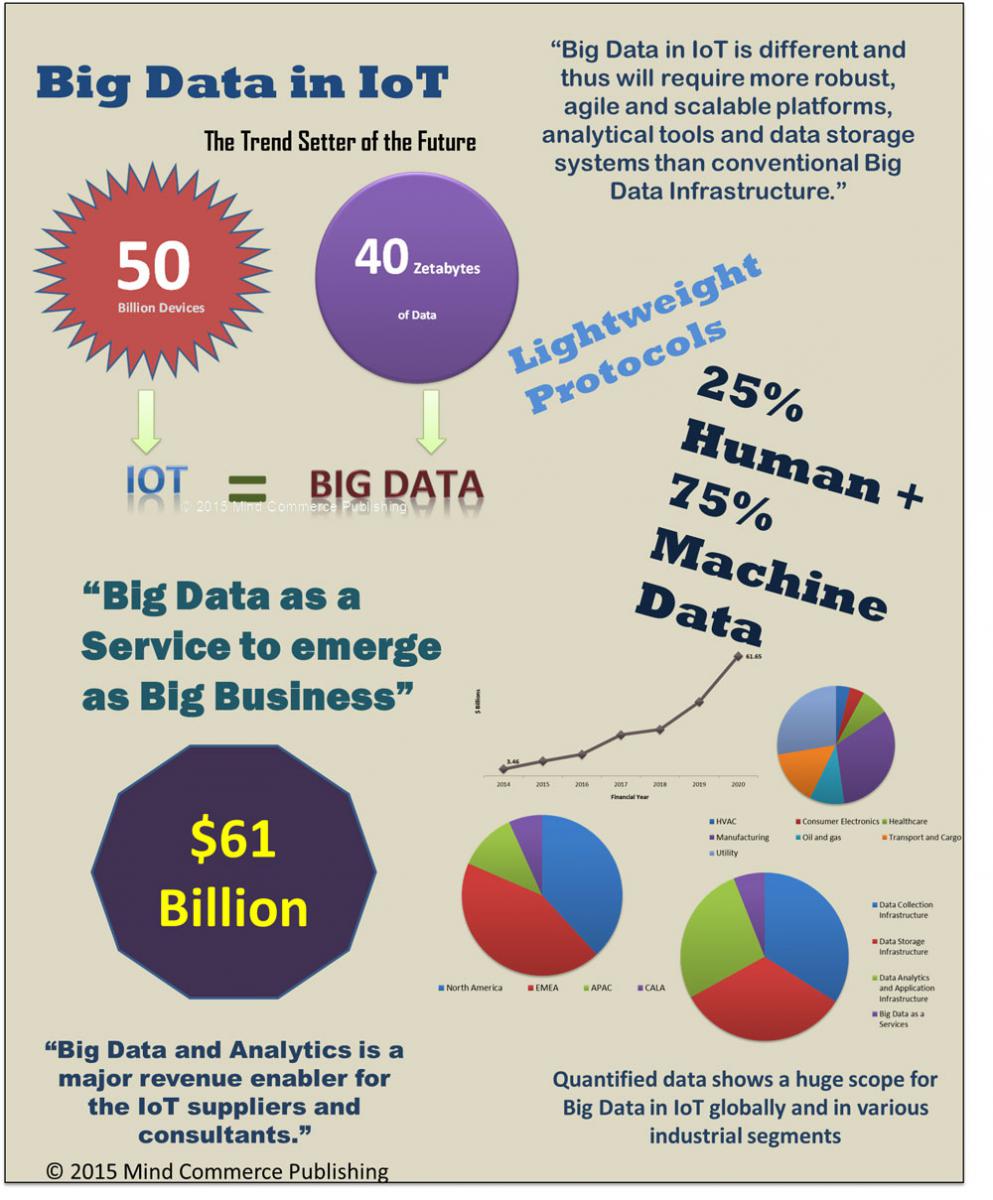 Big Data in IoT
The Trend Setter of the Future
“Big Data in IoT is different and
thus will require more robust,
agile and scalable platforms,
analytical tools and data storage
systems than conventional Big
Data Infrastructure.”
50
Billion Devices
40 Zetabytes
of Data
Lightweight
Protocols
25%
Human +
75%
Machine
Data
IOT = BIG DATA
© 2015 Mind Commerce Publishing
“Big Data as a
Service to emerge
as Big Business”
$61
Billion
$ Billions
61.65
3.46
2014 2015 2016 2017 2018 2019 2020
Financial Year
HVAC Consumer Electronics Healthcare
Manufacturing Oil and gas Transport and Cargo
Utility
North America EMEA APAC CALA
Data Collection
Infrastructure
Data Storage
Infrastructure
Data Analytics
and Application
Infrastructure
Big Data as a
Services
“Big Data and Analytics is a
major revenue enabler for
the IoT suppliers and
consultants.”
Quantified data shows a huge scope for
Big Data in IoT globally and in various
industrial segments
© 2015 Mind Commerce Publishing